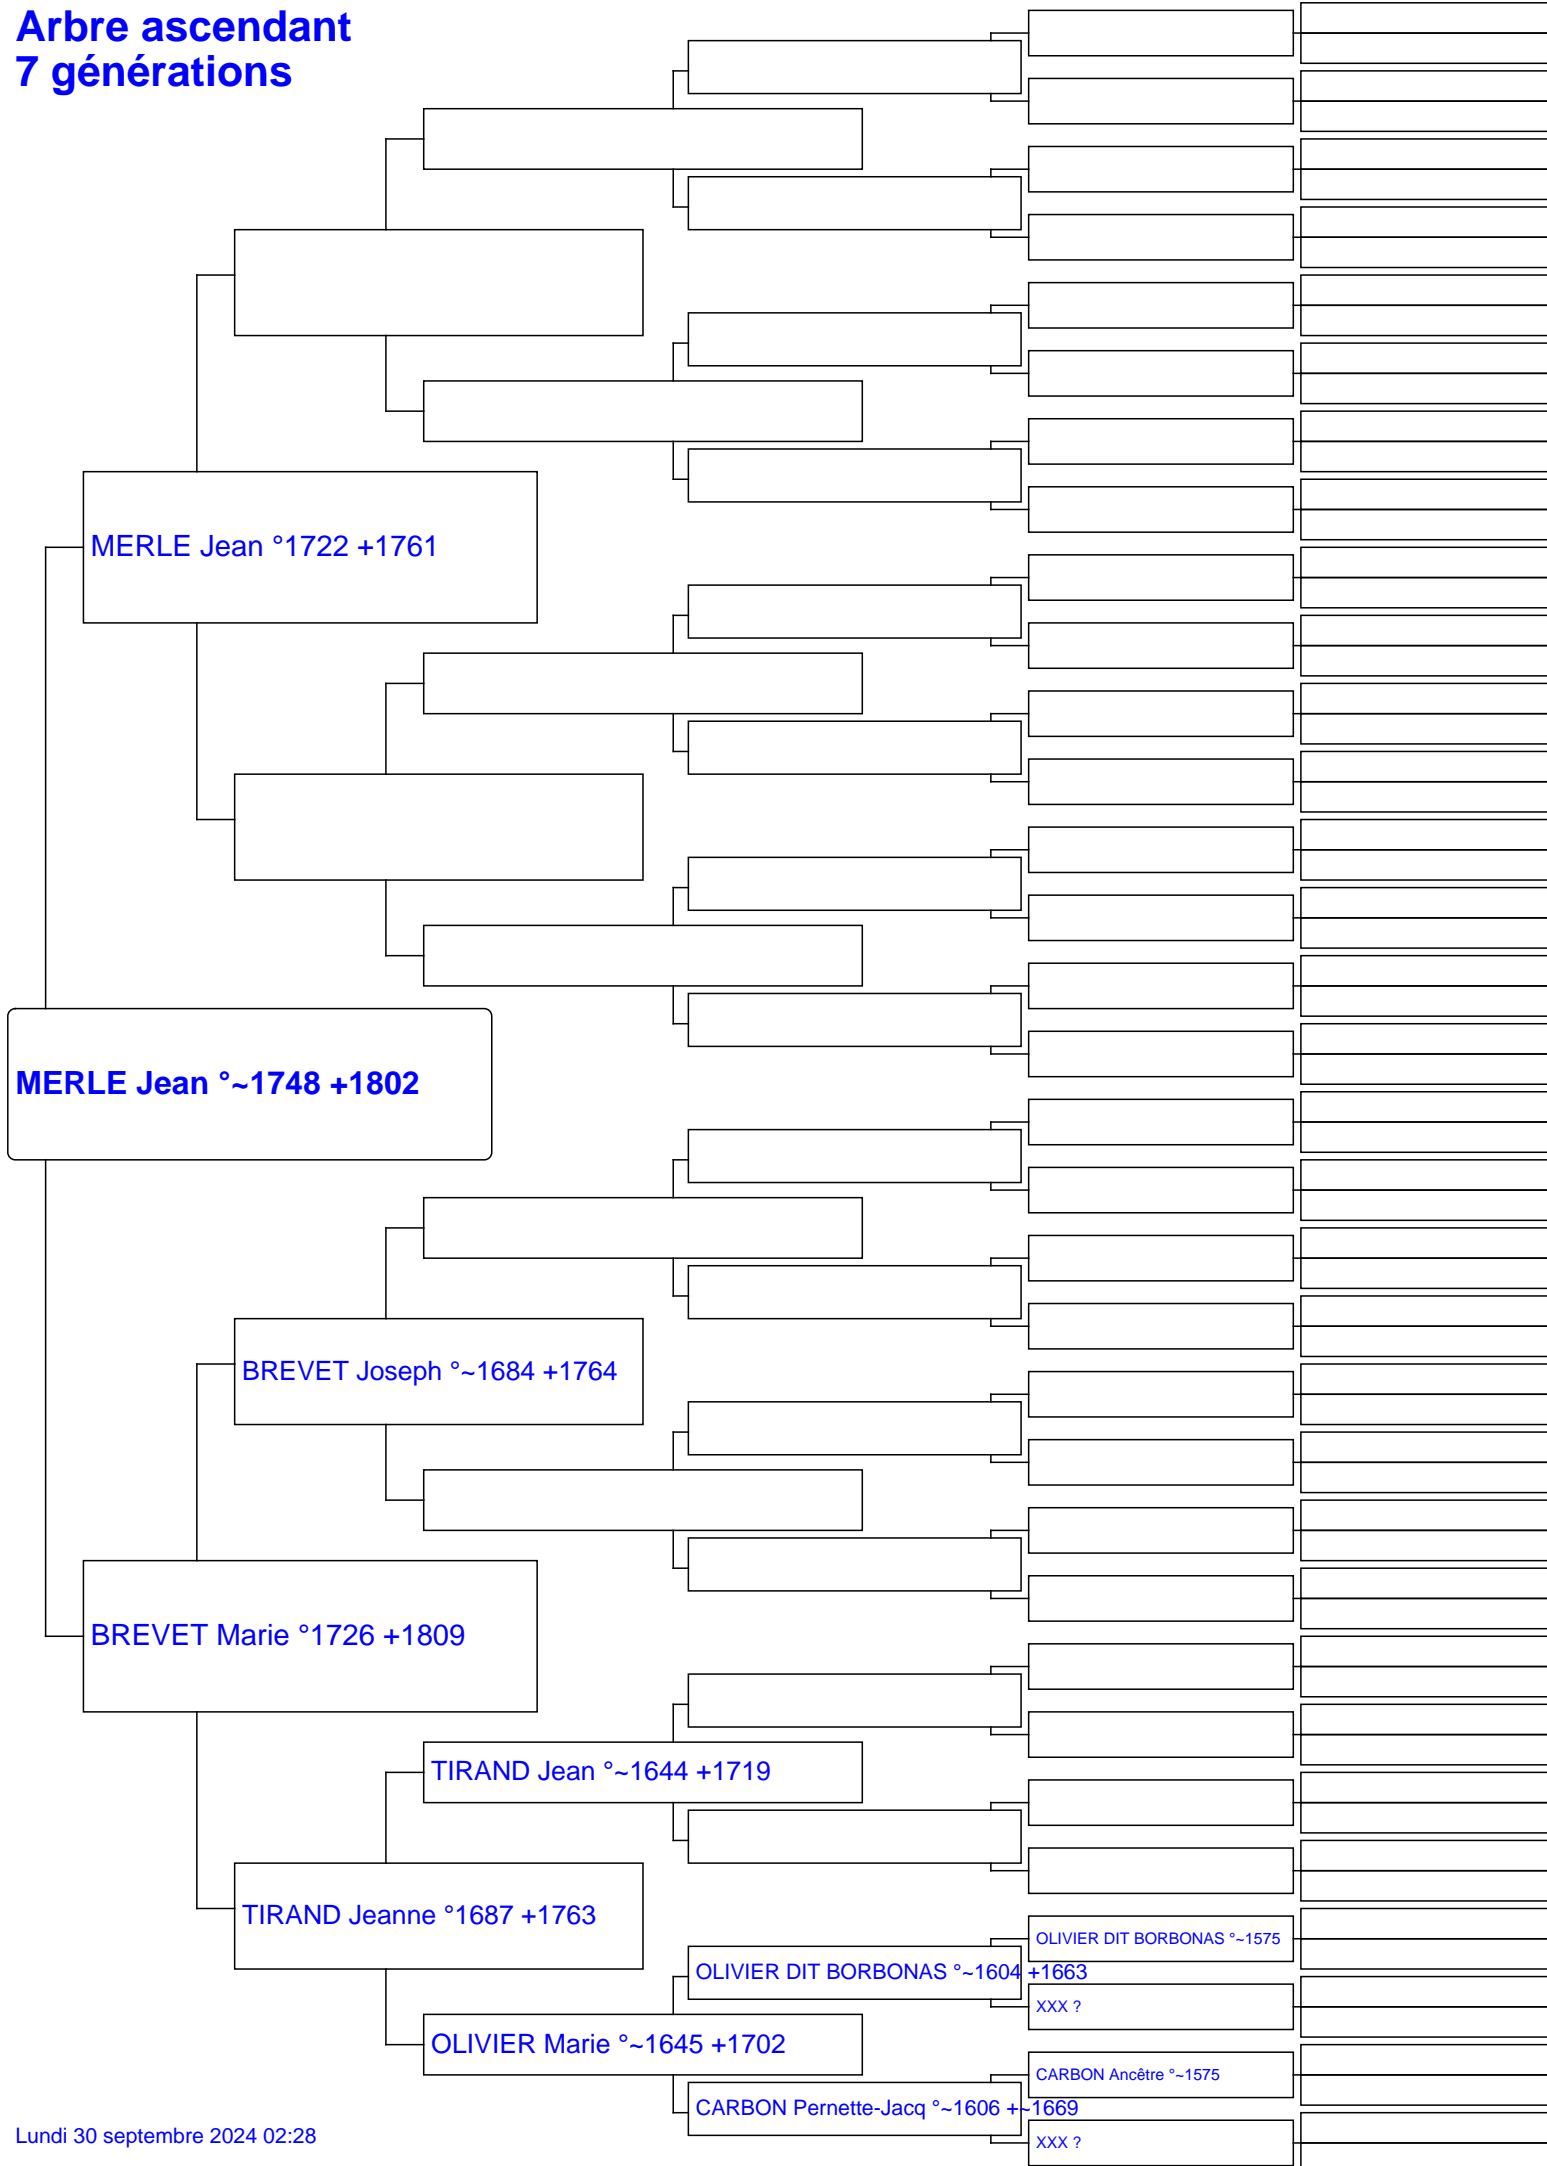 Arbre ascendant
7 générations
MERLE Jean °1722 +1761
MERLE Jean °~1748 +1802
BREVET Joseph °~1684 +1764
BREVET Marie °1726 +1809
TIRAND Jean °~1644 +1719
TIRAND Jeanne °1687 +1763
OLIVIER DIT BORBONAS °~1575
OLIVIER DIT BORBONAS °~1604 +1663
XXX ?
OLIVIER Marie °~1645 +1702
CARBON Ancêtre °~1575
CARBON Pernette-Jacq °~1606 +~1669
XXX ?
Lundi 30 septembre 2024 02:28